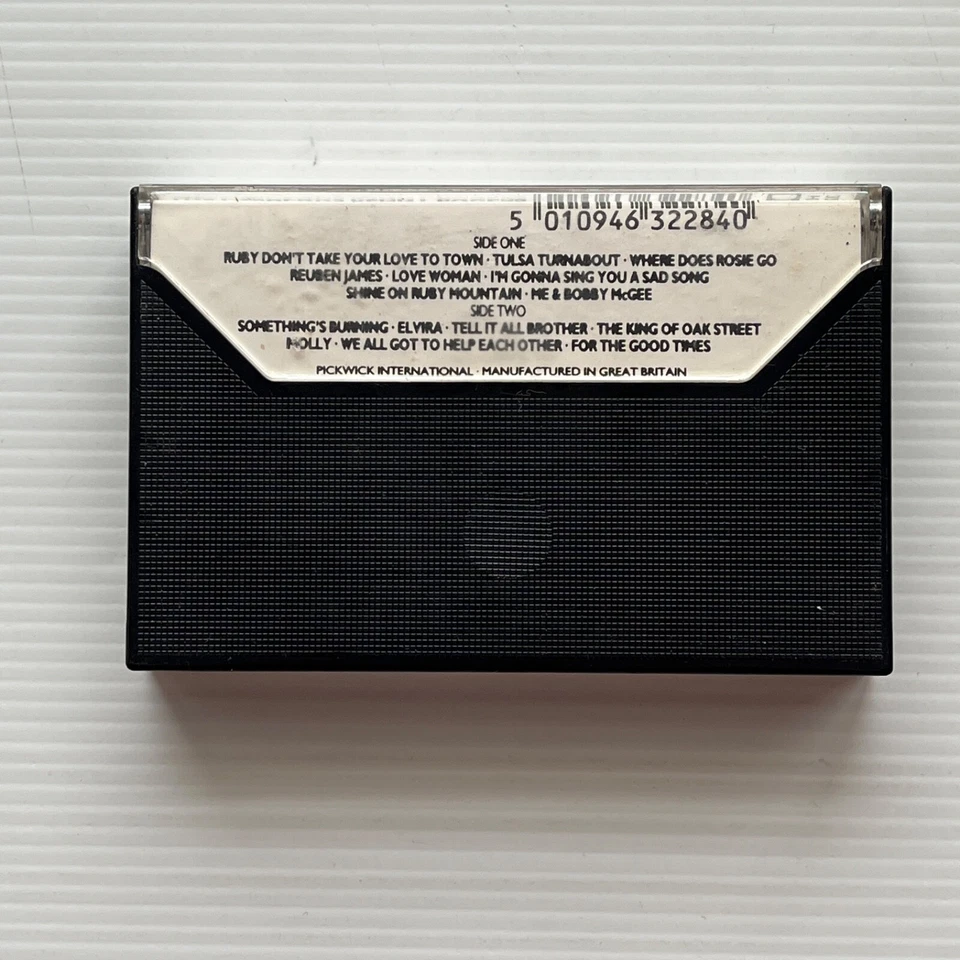 5 010946 322840
SIDE ONE
RUBY DON'T TAKE YOUR LOVE TO TOWN · TULSA TURNABOUT · WHERE DOES ROSIE GO
REUBEN JAMES · LOVE WOMAN · I'M GONNA SING YOU A SAD SONG
SHINE ON RUBY MOUNTAIN · ME & BOBBY McGEE
SIDE TWO
SOMETHING'S BURNING · ELVIRA · TELL IT ALL BROTHER · THE KING OF OAK STREET
MOLLY · WE ALL GOT TO HELP EACH OTHER · FOR THE GOOD TIMES
PICKWICK INTERNATIONAL · MANUFACTURED IN GREAT BRITAIN